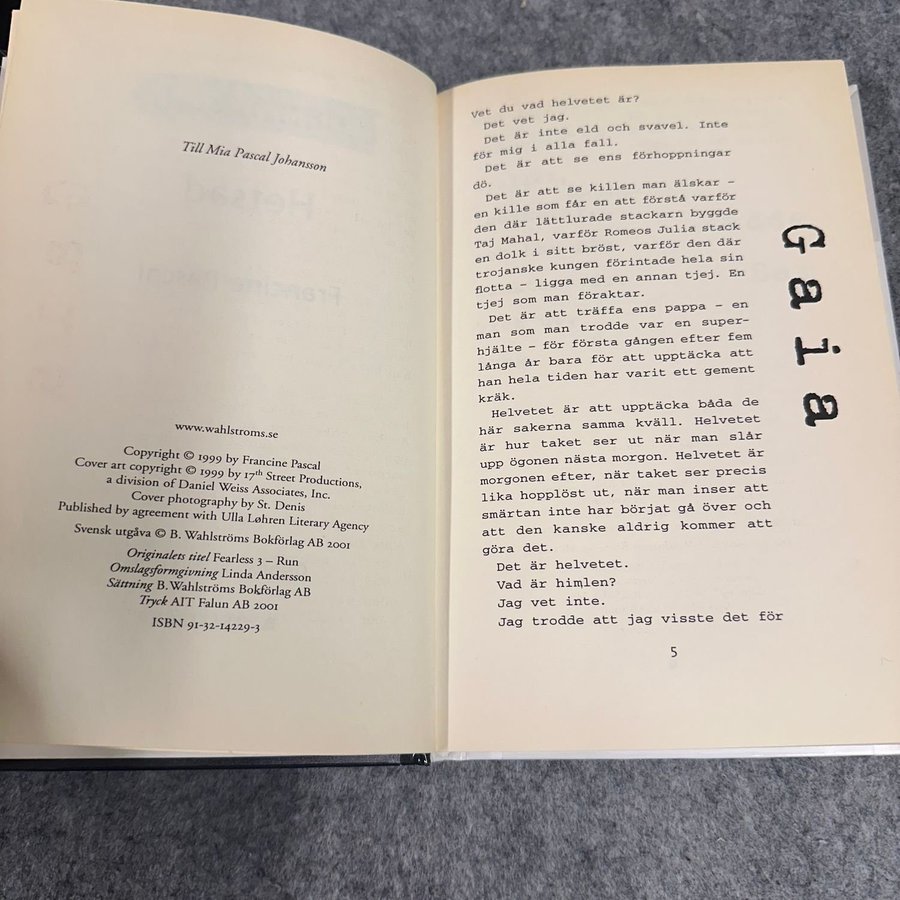 Till Mia Pascal Johansson
www.wahlstroms.se
Copyright © 1999 by Francine Pascal
Cover art copyright © 1999 by 17th Street Productions,
a division of Daniel Weiss Associates, Inc.
Cover photography by St. Denis
Published by agreement with Ulla Løhren Literary Agency
Svensk utgåva © B. Wahlströms Bokförlag AB 2001
Originalets titel Fearless 3 – Run
Omslagsformgivning Linda Andersson
Sättning B. Wahlströms Bokförlag AB
Tryck AIT Falun AB 2001
ISBN 91-32-14229-3
Vet du vad helvetet är?
Det vet jag.
Det är inte eld och svavel. Inte
för mig i alla fall.
Det är att se ens förhoppningar
dö.
Det är att se killen man älskar –
en kille som får en att förstå varför
den där lättlurade stackarn byggde
Taj Mahal, varför Romeos Julia stack
en dolk i sitt bröst, varför den där
trojanske kungen förintade hela sin
flotta – ligga med en annan tjej. En
tjej som man föraktar.
Det är att träffa ens pappa – en
man som man trodde var en super-
hjälte – för första gången efter fem
långa år bara för att upptäcka att
han hela tiden har varit ett gement
kräk.
Helvetet är att upptäcka båda de
här sakerna samma kväll. Helvetet
är hur taket ser ut när man slår
upp ögonen nästa morgon. Helvetet är
morgonen efter, när taket ser precis
lika hopplöst ut, när man inser att
smärtan inte har börjat gå över och
att den kanske aldrig kommer att
göra det.
Det är helvetet.
Vad är himlen?
Jag vet inte.
Jag trodde att jag visste det för
5
Gaia